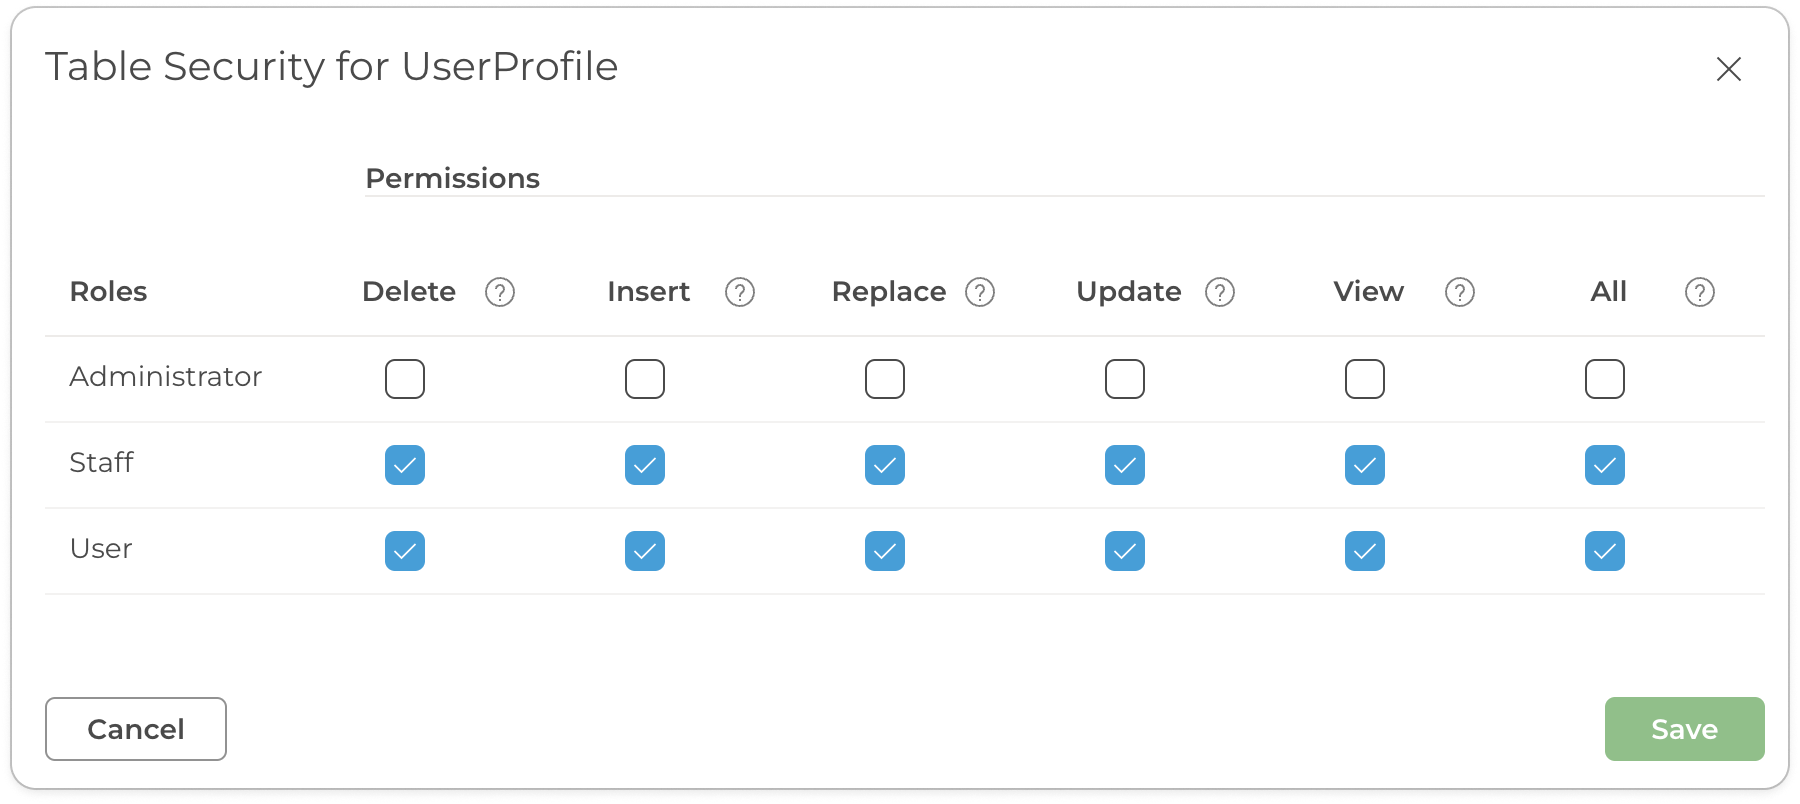 Table Security for UserProfile
Permissions
Roles Delete ? Insert ? Replace ? Update ? View ? All ?
Administrator
Staff
User
Cancel Save